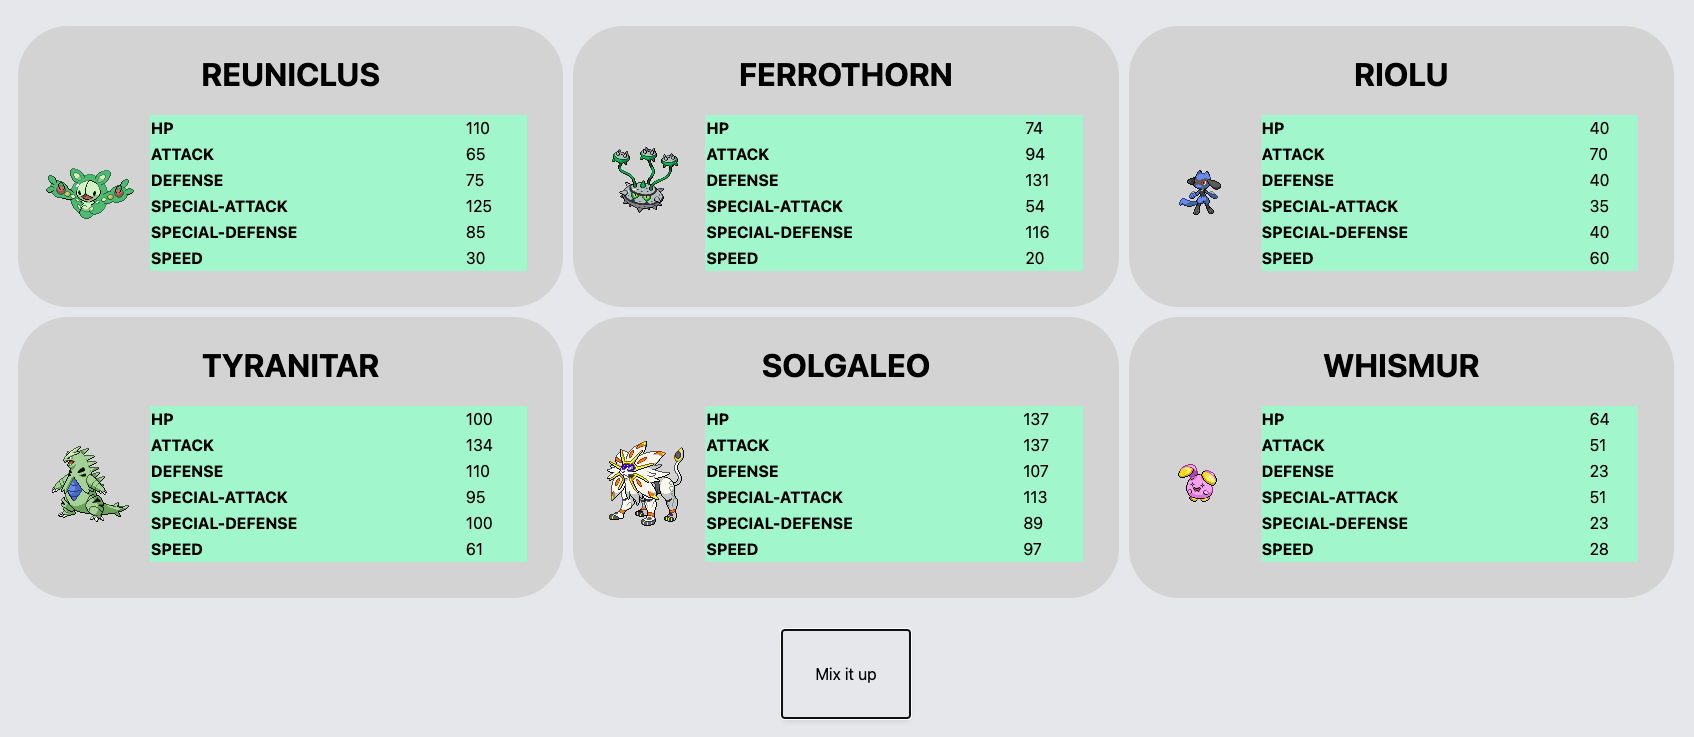 REUNICLUS
HP 110
ATTACK 65
DEFENSE 75
SPECIAL-ATTACK 125
SPECIAL-DEFENSE 85
SPEED 30
FERROTHORN
HP 74
ATTACK 94
DEFENSE 131
SPECIAL-ATTACK 54
SPECIAL-DEFENSE 116
SPEED 20
RIOLU
HP 40
ATTACK 70
DEFENSE 40
SPECIAL-ATTACK 35
SPECIAL-DEFENSE 40
SPEED 60
TYRANITAR
HP 100
ATTACK 134
DEFENSE 110
SPECIAL-ATTACK 95
SPECIAL-DEFENSE 100
SPEED 61
SOLGALEO
HP 137
ATTACK 137
DEFENSE 107
SPECIAL-ATTACK 113
SPECIAL-DEFENSE 89
SPEED 97
WHISMUR
HP 64
ATTACK 51
DEFENSE 23
SPECIAL-ATTACK 51
SPECIAL-DEFENSE 23
SPEED 28
Mix it up